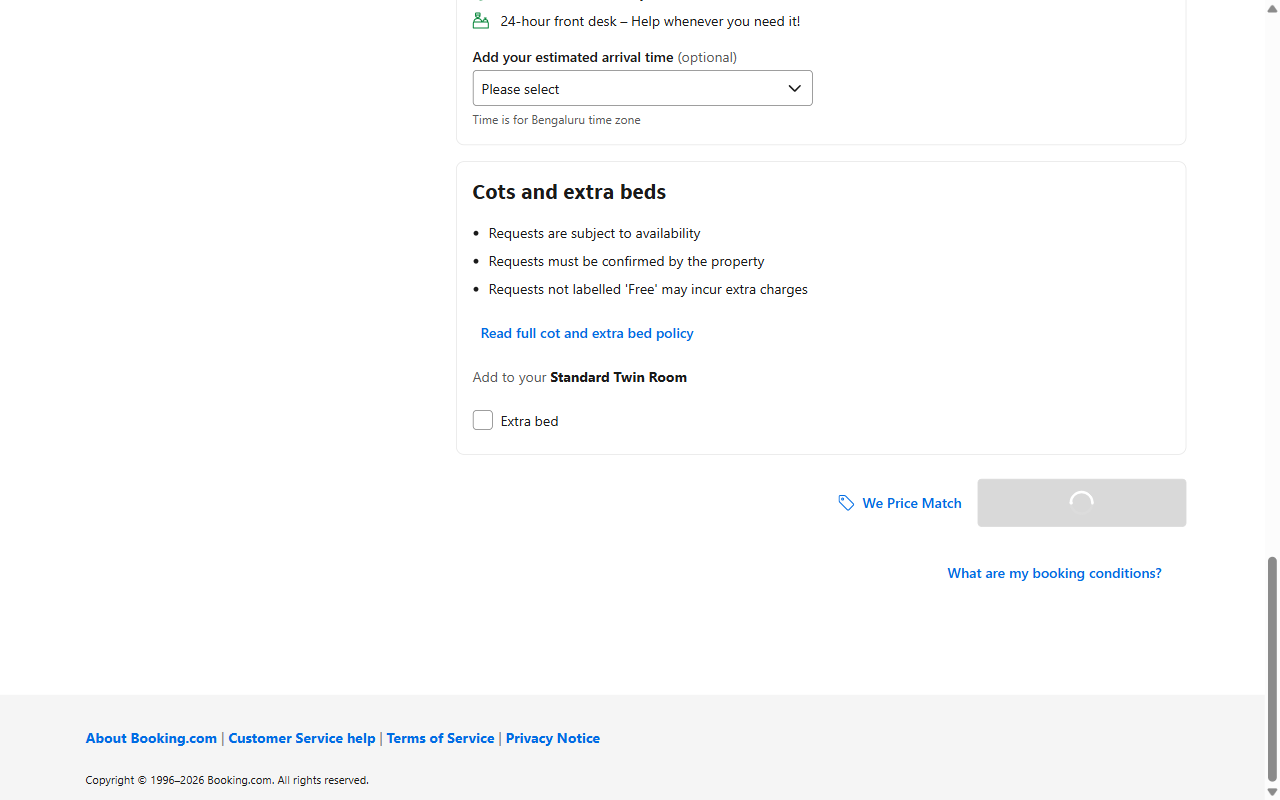 24-hour front desk – Help whenever you need it!
Add your estimated arrival time (optional)
Please select
Time is for Bengaluru time zone
Cots and extra beds
• Requests are subject to availability
• Requests must be confirmed by the property
• Requests not labelled 'Free' may incur extra charges
Read full cot and extra bed policy
Add to your Standard Twin Room
Extra bed
We Price Match
What are my booking conditions?
About Booking.com | Customer Service help | Terms of Service | Privacy Notice
Copyright © 1996–2026 Booking.com. All rights reserved.